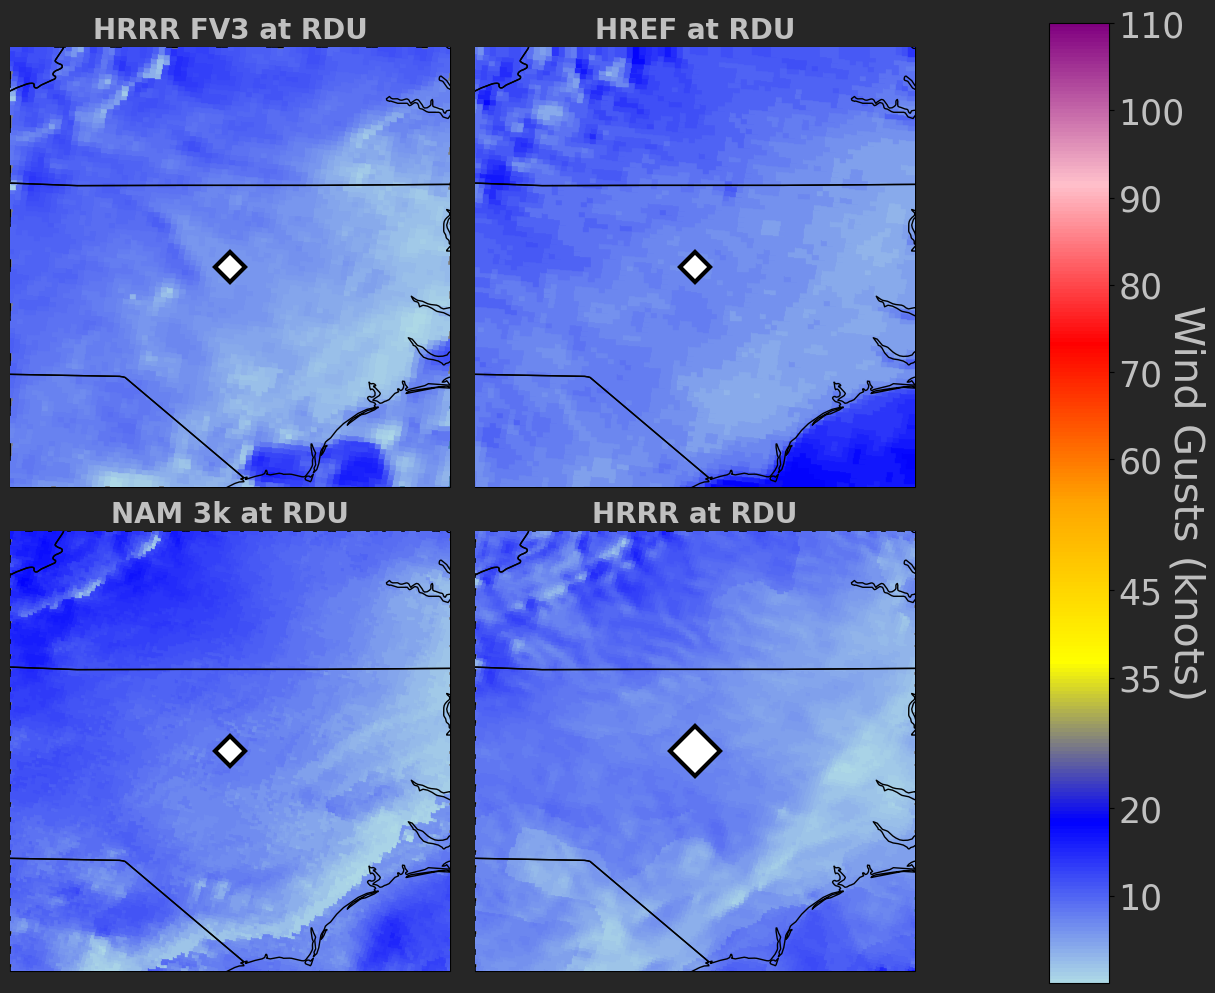 HRRR FV3 at RDU
HREF at RDU
NAM 3k at RDU
HRRR at RDU
110
100
90
80
70
60
45
35
20
10
Wind Gusts (knots)